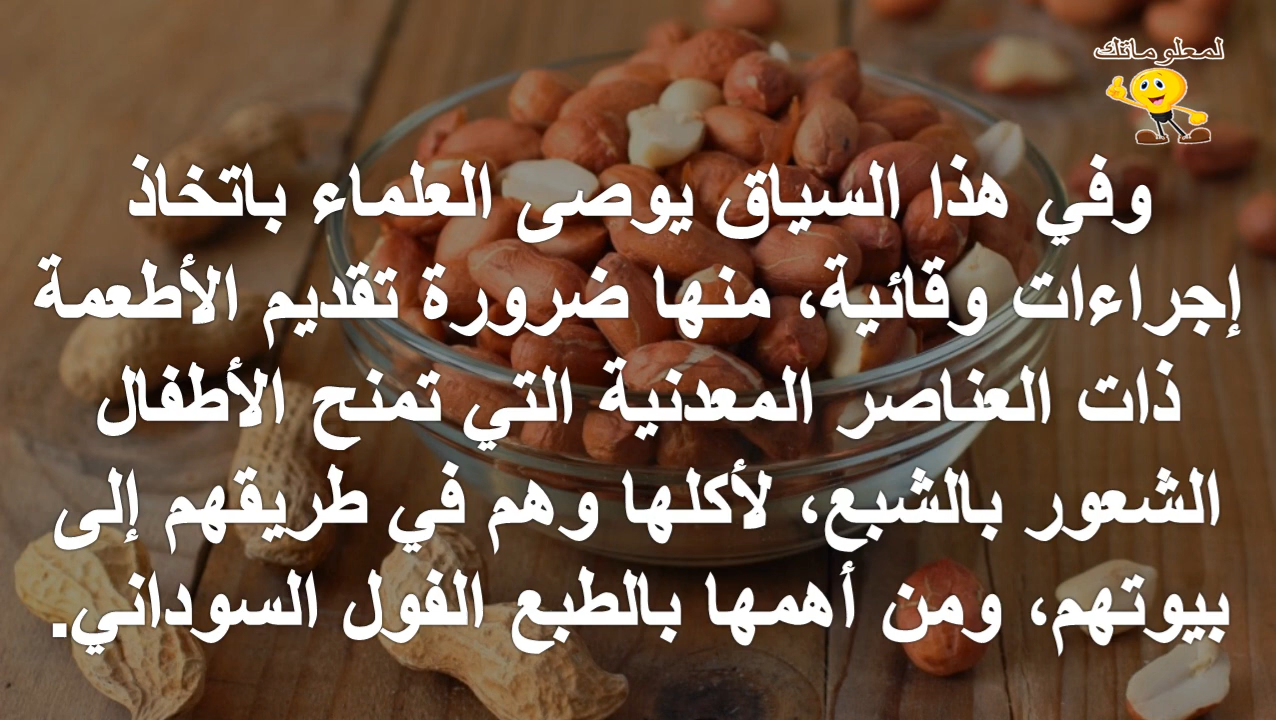 لمعلوماتك
وفي هذا السياق يوصى العلماء باتخاذ
إجراءات وقائية، منها ضرورة تقديم الأطعمة
ذات العناصر المعدنية التي تمنح الأطفال
الشعور بالشبع، لأكلها وهم في طريقهم إلى
بيوتهم، ومن أهمها بالطبع الفول السوداني.